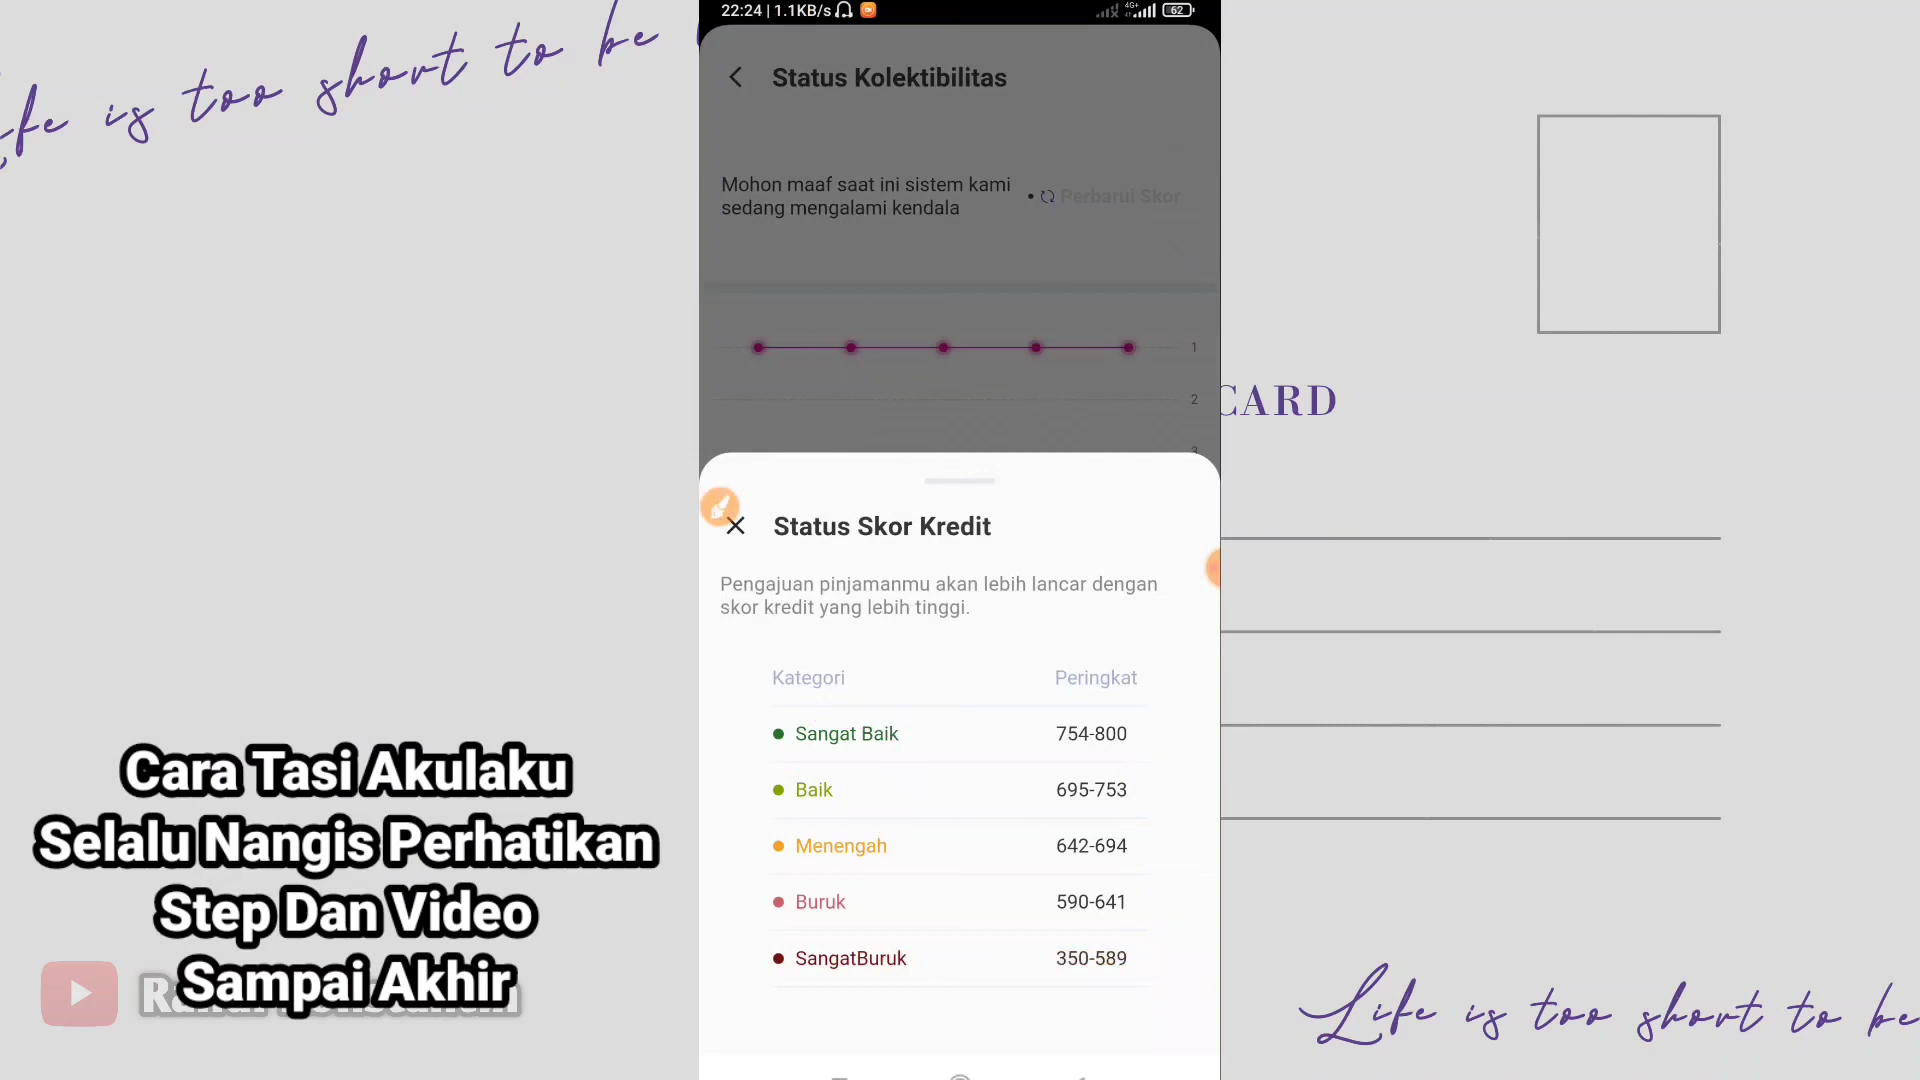 Life is too short to be
22:24 | 1.1KB/s
4G+
62
Status Kolektibilitas
Mohon maaf saat ini sistem kami
sedang mengalami kendala
Perbarui Skor
1
2
3
CARD
Status Skor Kredit
Pengajuan pinjamanmu akan lebih lancar dengan
skor kredit yang lebih tinggi.
Kategori Peringkat
Sangat Baik 754-800
Baik 695-753
Menengah 642-694
Buruk 590-641
SangatBuruk 350-589
Cara Tasi Akulaku
Selalu Nangis Perhatikan
Step Dan Video
Sampai Akhir
Life is too short to be